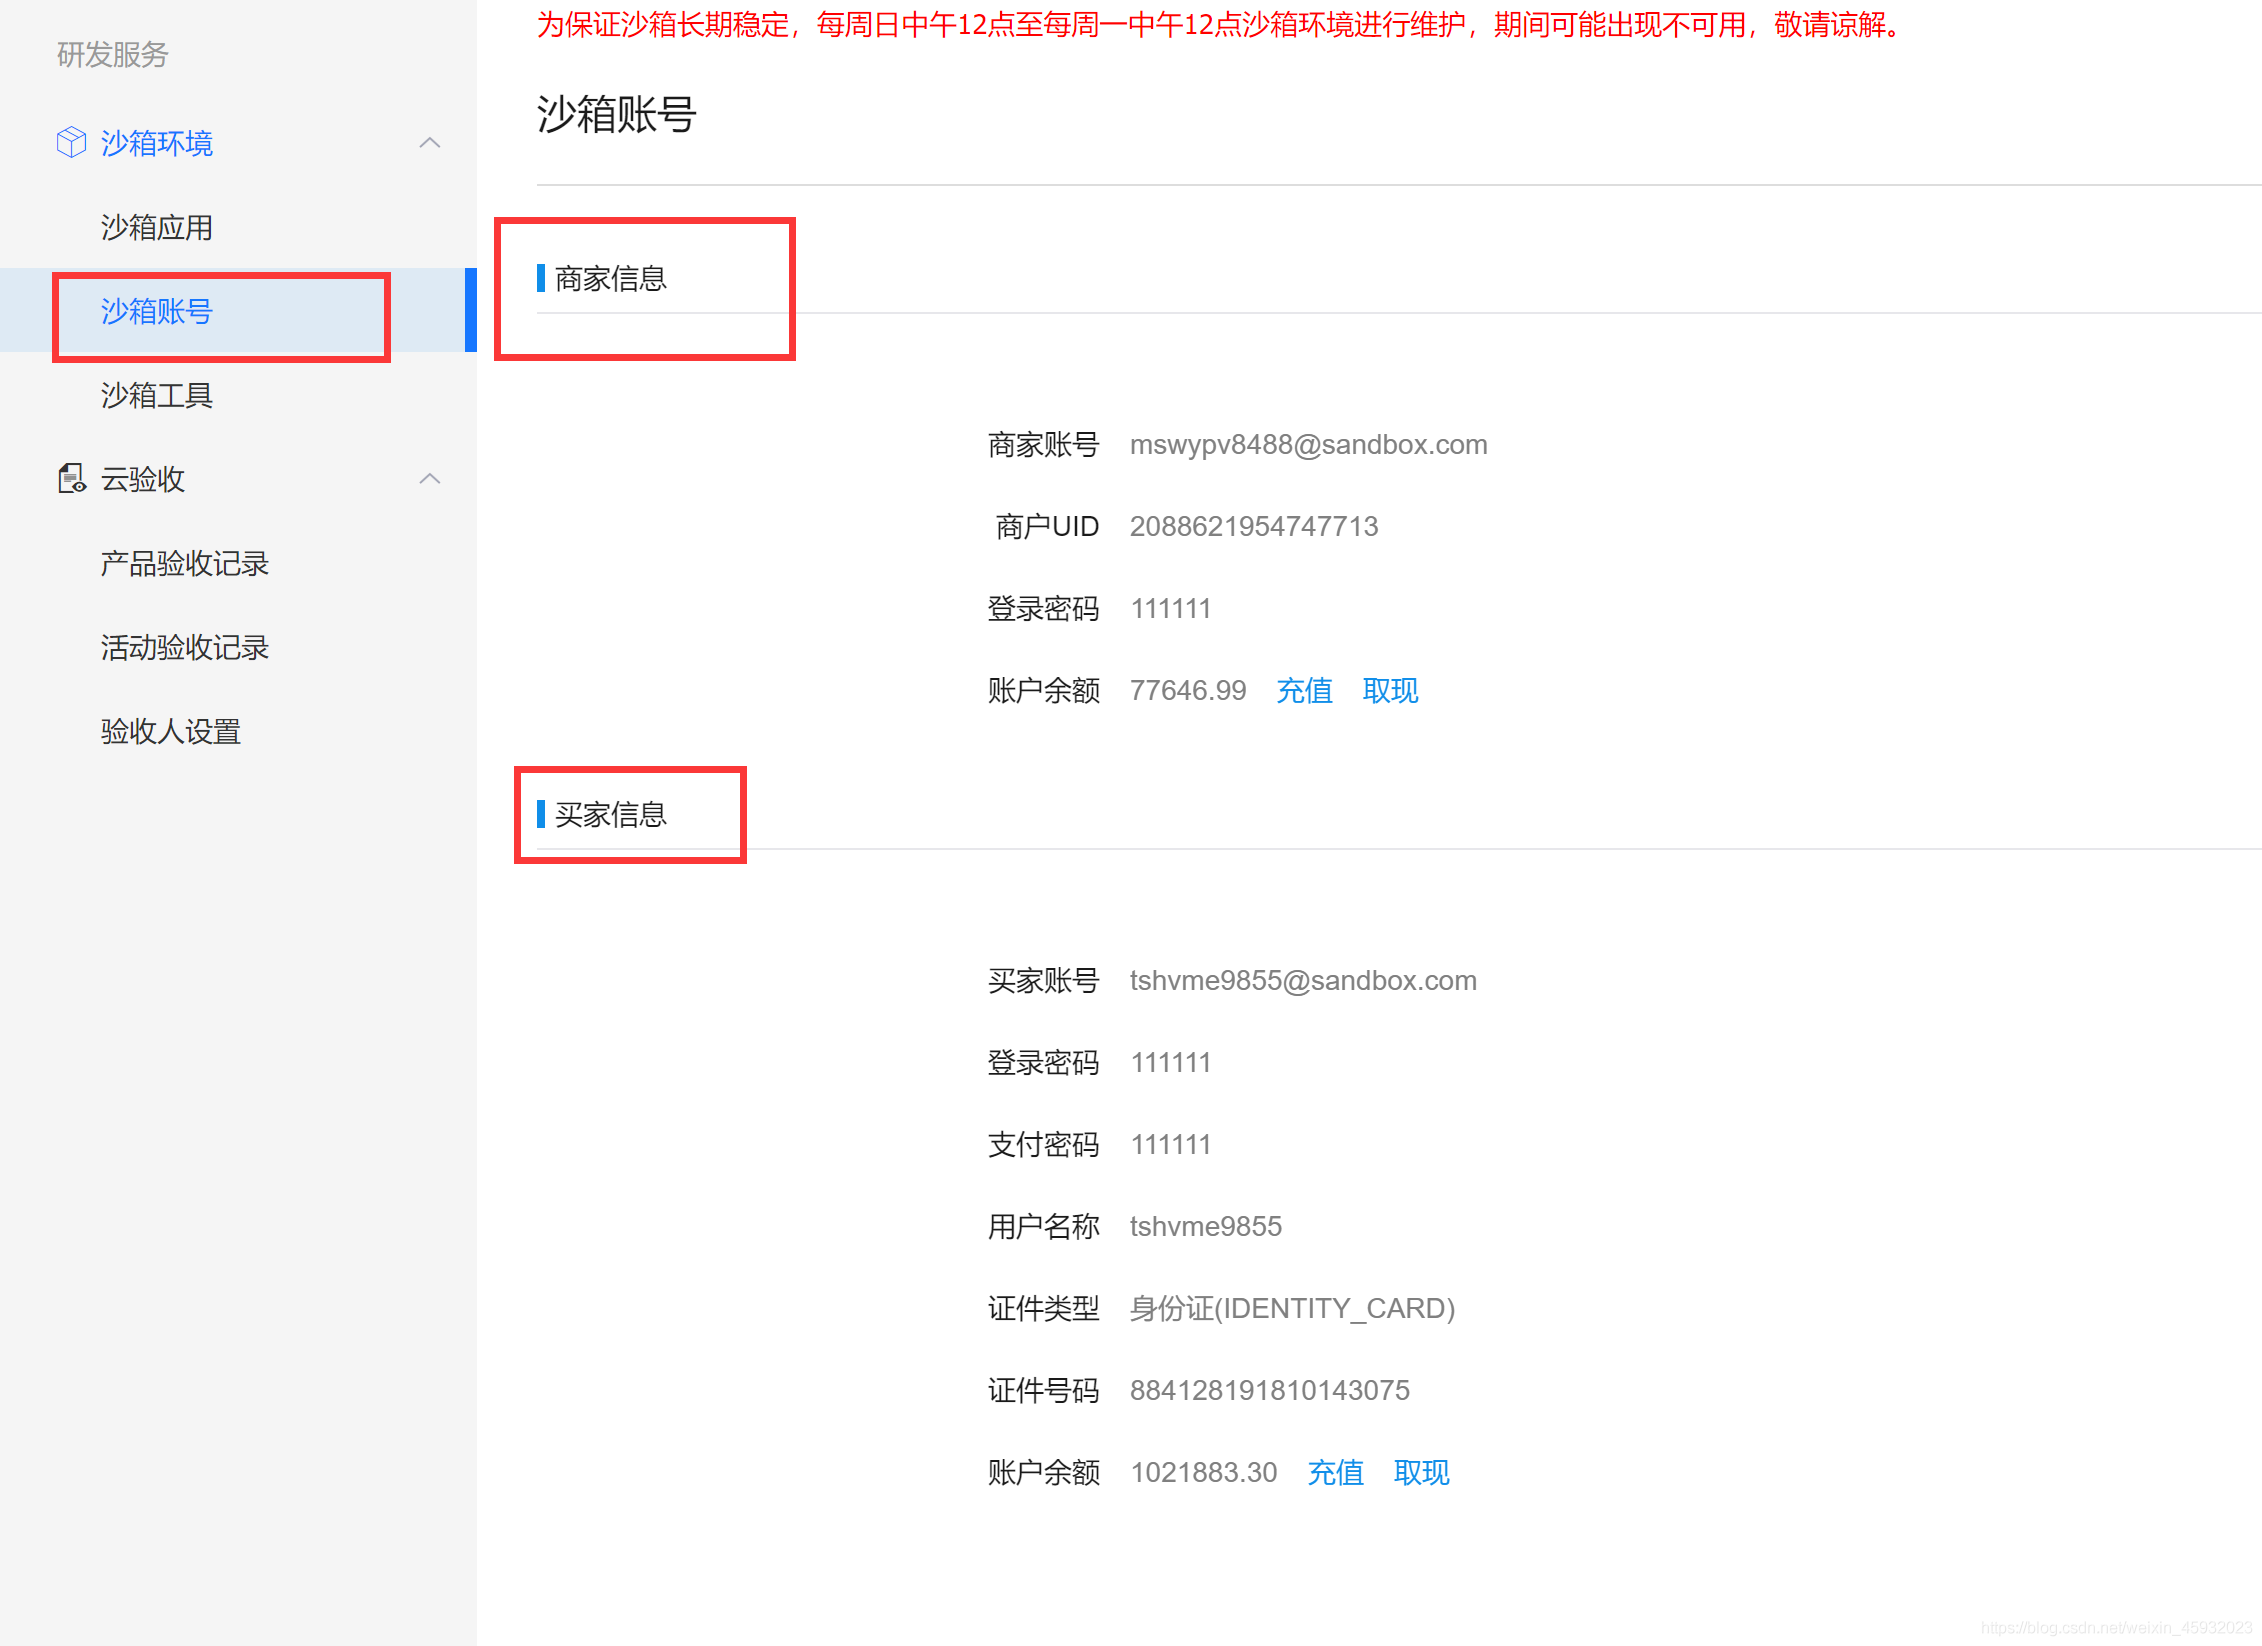 为保证沙箱长期稳定，每周日中午12点至每周一中午12点沙箱环境进行维护，期间可能出现不可用，敬请谅解。
研发服务
沙箱环境
沙箱应用
沙箱账号
沙箱工具
云验收
产品验收记录
活动验收记录
验收人设置
沙箱账号
商家信息
商家账号 mswypv8488@sandbox.com
商户UID 2088621954747713
登录密码 111111
账户余额 77646.99 充值 取现
买家信息
买家账号 tshvme9855@sandbox.com
登录密码 111111
支付密码 111111
用户名称 tshvme9855
证件类型 身份证(IDENTITY_CARD)
证件号码 884128191810143075
账户余额 1021883.30 充值 取现
https://blog.csdn.net/weixin_45932023